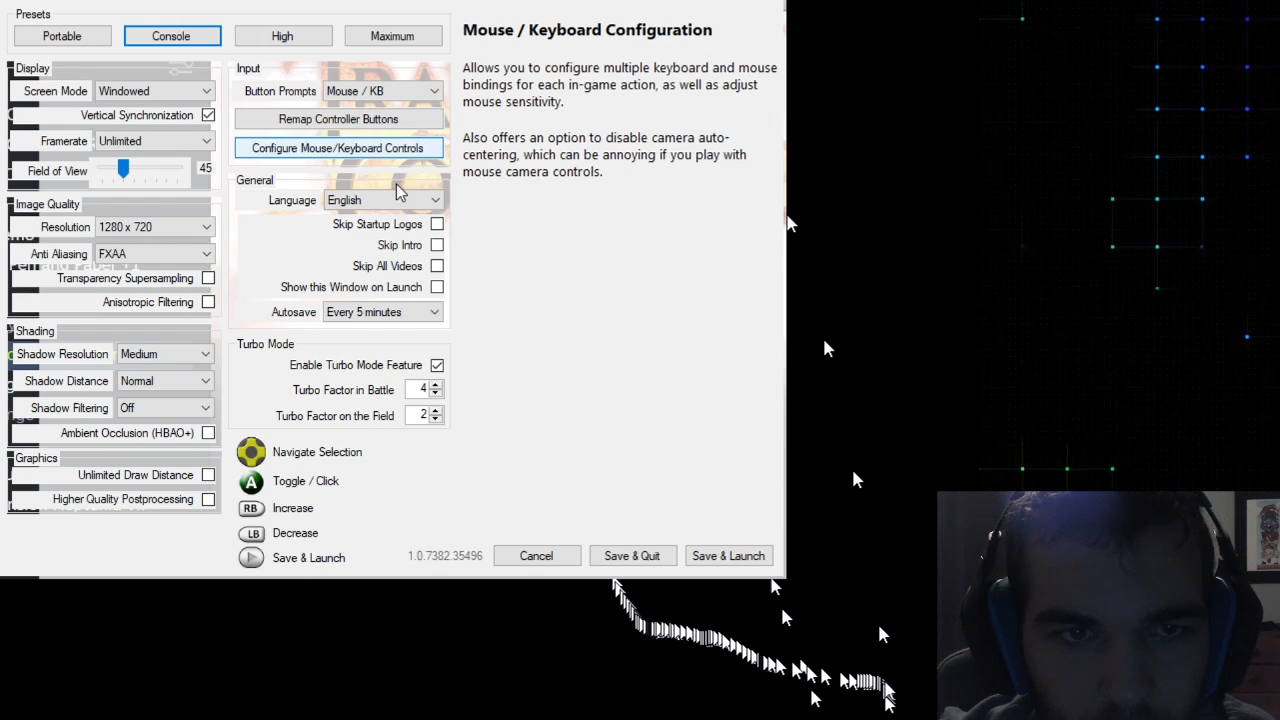 Presets
Portable
Console
High
Maximum
Display
Screen Mode Windowed
Vertical Synchronization
Framerate Unlimited
Field of View 45
Image Quality
Resolution 1280 x 720
Anti Aliasing FXAA
Transparency Supersampling
Anisotropic Filtering
Shading
Shadow Resolution Medium
Shadow Distance Normal
Shadow Filtering Off
Ambient Occlusion (HBAO+)
Graphics
Unlimited Draw Distance
Higher Quality Postprocessing
Input
Button Prompts Mouse / KB
Remap Controller Buttons
Configure Mouse/Keyboard Controls
General
Language English
Skip Startup Logos
Skip Intro
Skip All Videos
Show this Window on Launch
Autosave Every 5 minutes
Turbo Mode
Enable Turbo Mode Feature
Turbo Factor in Battle 4
Turbo Factor on the Field 2
Navigate Selection
A Toggle / Click
RB Increase
LB Decrease
Save & Launch
Mouse / Keyboard Configuration
Allows you to configure multiple keyboard and mouse
bindings for each in-game action, as well as adjust
mouse sensitivity.
Also offers an option to disable camera auto-
centering, which can be annoying if you play with
mouse camera controls.
1.0.7382.35496
Cancel
Save & Quit
Save & Launch